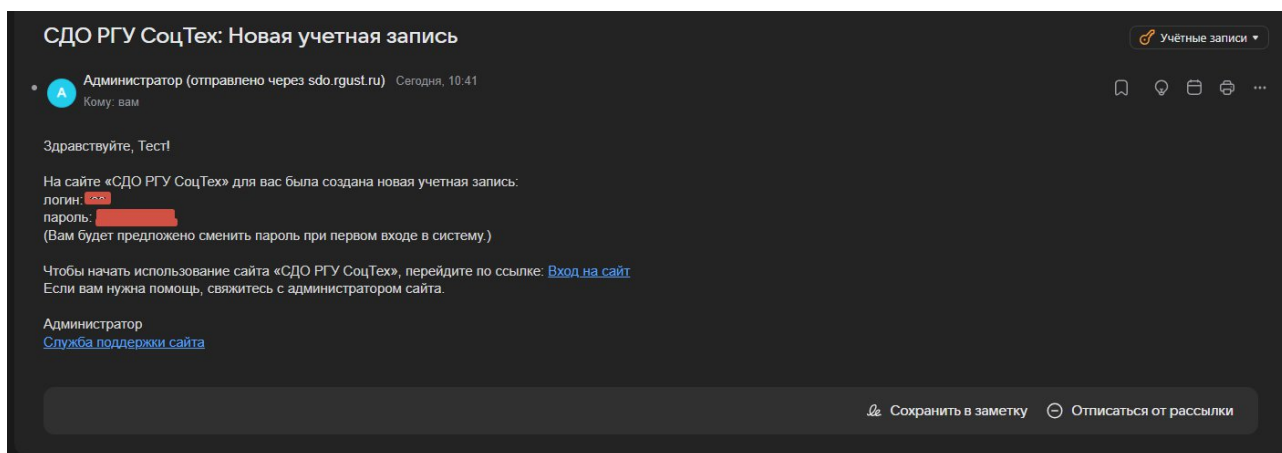 СДО РГУ СоцТех: Новая учетная запись
Учётные записи
А
Администратор (отправлено через sdo.rgust.ru) Сегодня, 10:41
Кому: вам
Здравствуйте, Тест!
На сайте «СДО РГУ СоцТех» для вас была создана новая учетная запись:
логин:
пароль:
(Вам будет предложено сменить пароль при первом входе в систему.)
Чтобы начать использование сайта «СДО РГУ СоцТех», перейдите по ссылке: Вход на сайт
Если вам нужна помощь, свяжитесь с администратором сайта.
Администратор
Служба поддержки сайта
Сохранить в заметку Отписаться от рассылки